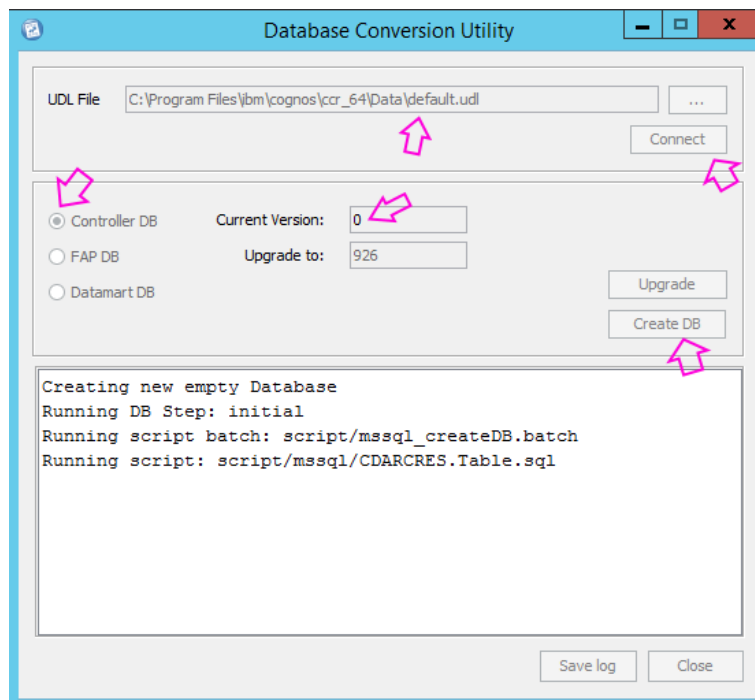 Database Conversion Utility
UDL File C:\Program Files\ibm\cognos\ccr_64\Data\default.udl ...
Connect
Controller DB Current Version: 0
FAP DB Upgrade to: 926
Datamart DB
Upgrade
Create DB
Creating new empty Database
Running DB Step: initial
Running script batch: script/mssql_createDB.batch
Running script: script/mssql/CDARCRES.Table.sql
Save log Close